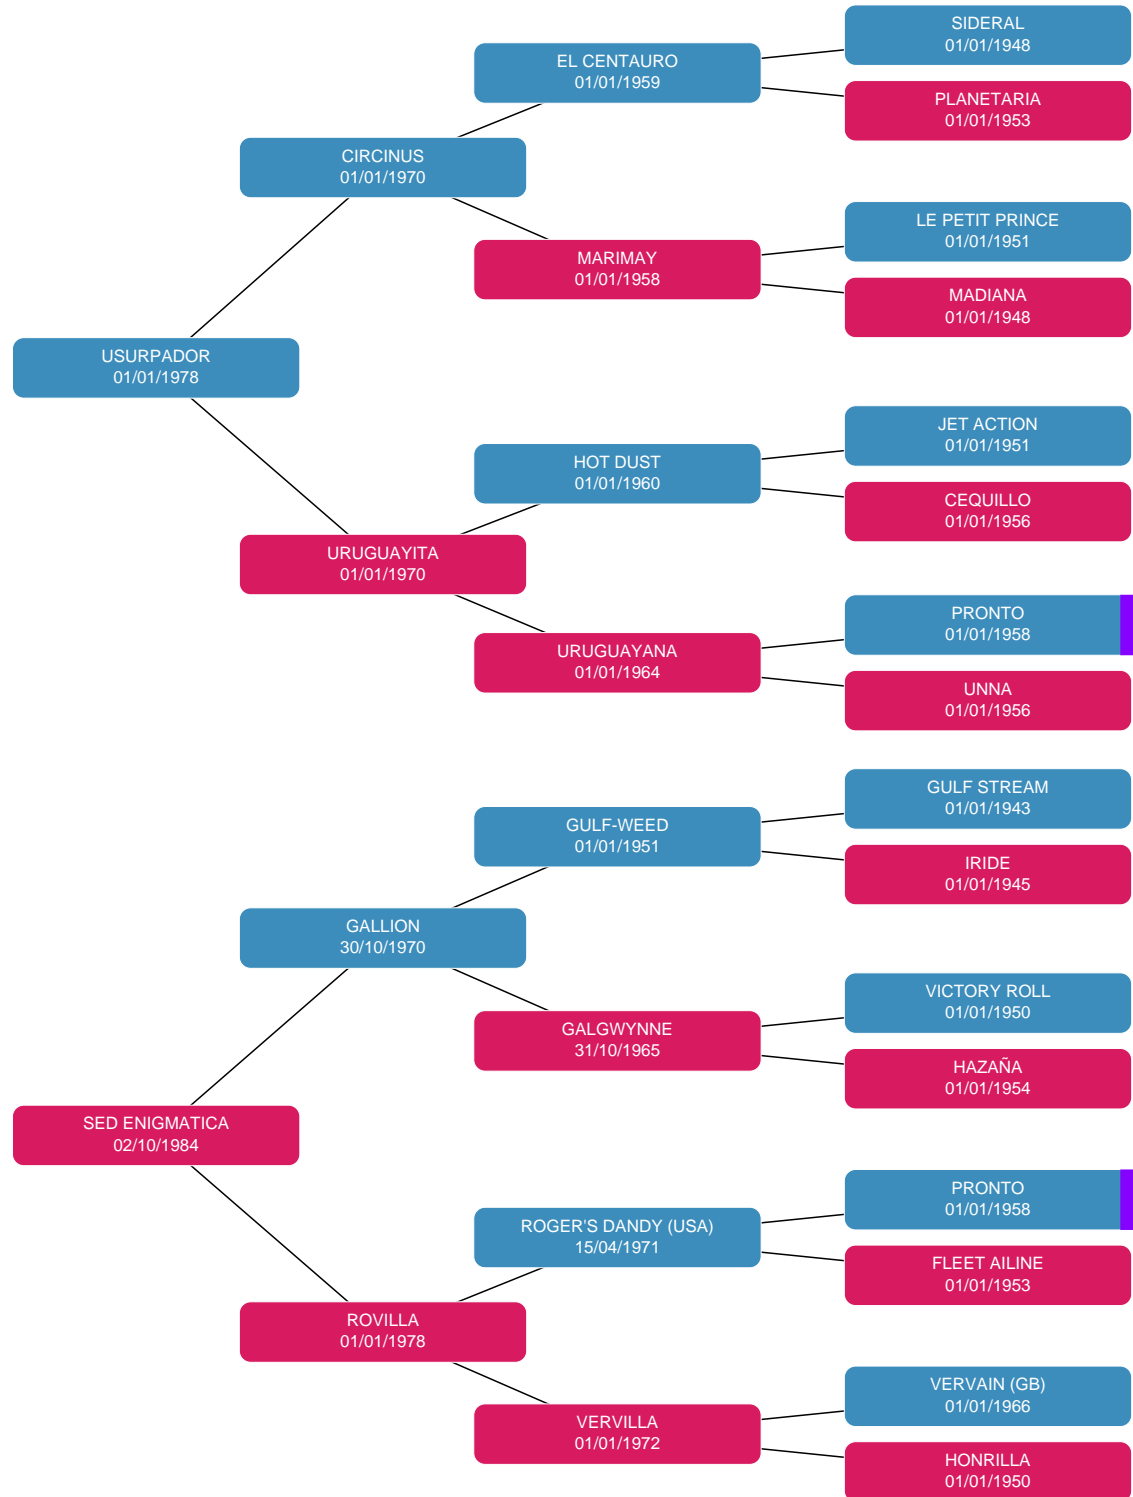 SIDERAL
01/01/1948
EL CENTAURO
01/01/1959
PLANETARIA
01/01/1953
CIRCINUS
01/01/1970
LE PETIT PRINCE
01/01/1951
MARIMAY
01/01/1958
MADIANA
01/01/1948
USURPADOR
01/01/1978
JET ACTION
01/01/1951
HOT DUST
01/01/1960
CEQUILLO
01/01/1956
URUGUAYITA
01/01/1970
PRONTO
01/01/1958
URUGUAYANA
01/01/1964
UNNA
01/01/1956
GULF STREAM
01/01/1943
GULF-WEED
01/01/1951
IRIDE
01/01/1945
GALLION
30/10/1970
VICTORY ROLL
01/01/1950
GALGWYNNE
31/10/1965
HAZAÑA
01/01/1954
SED ENIGMATICA
02/10/1984
PRONTO
01/01/1958
ROGER'S DANDY (USA)
15/04/1971
FLEET AILINE
01/01/1953
ROVILLA
01/01/1978
VERVAIN (GB)
01/01/1966
VERVILLA
01/01/1972
HONRILLA
01/01/1950